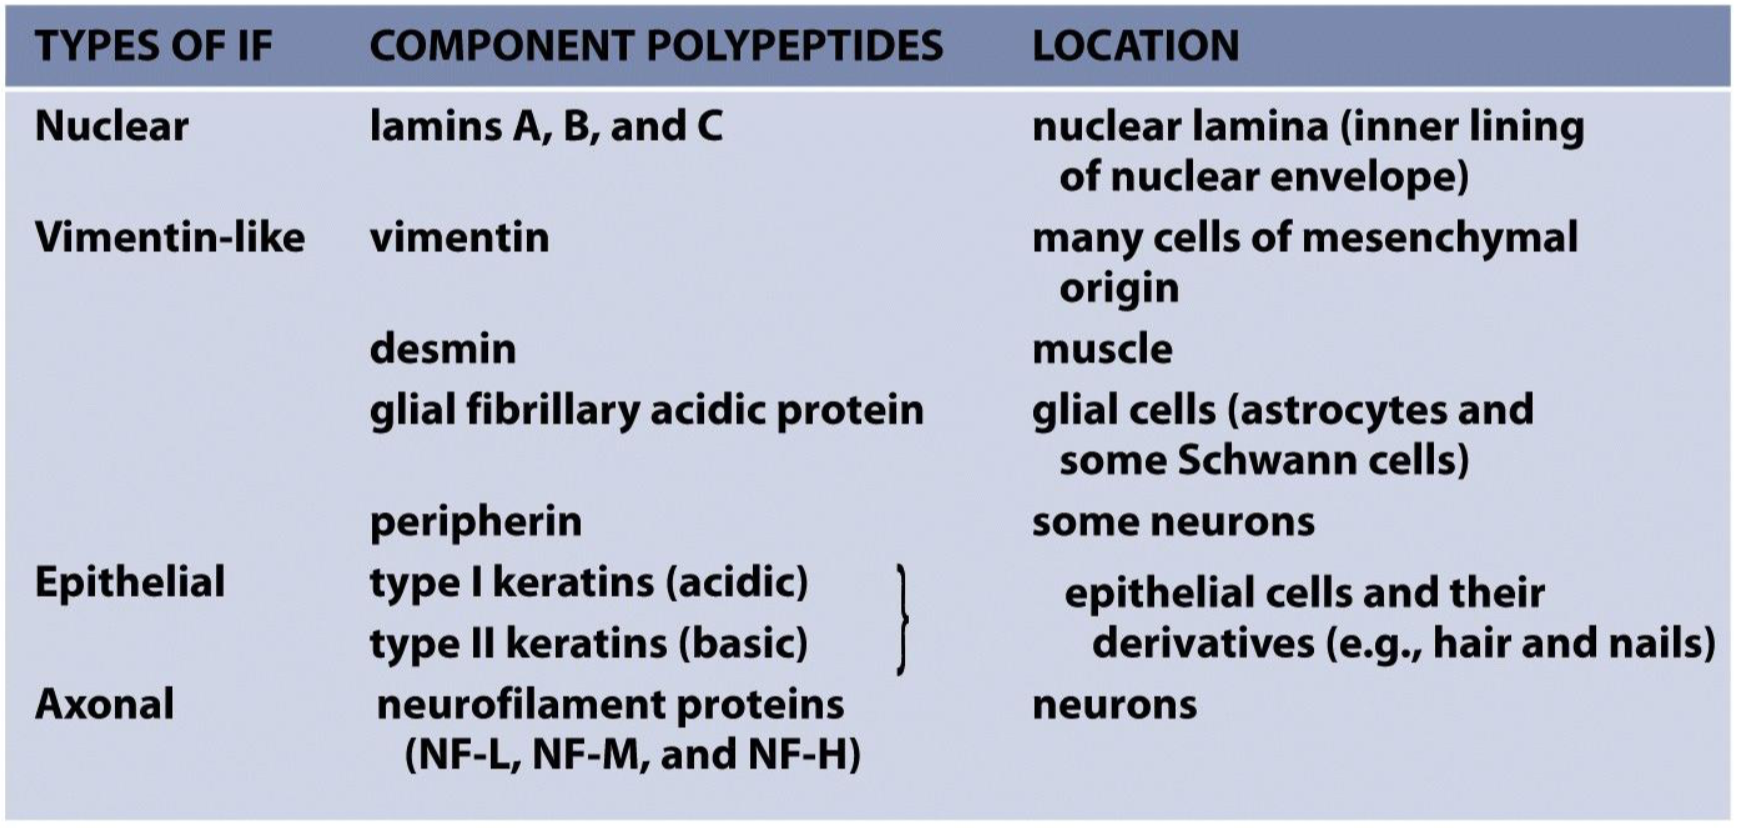 TYPES OF IF COMPONENT POLYPEPTIDES LOCATION
Nuclear lamins A, B, and C nuclear lamina (inner lining
of nuclear envelope)
Vimentin-like vimentin many cells of mesenchymal
origin
desmin muscle
glial fibrillary acidic protein glial cells (astrocytes and
some Schwann cells)
peripherin some neurons
Epithelial type I keratins (acidic) epithelial cells and their
type II keratins (basic) derivatives (e.g., hair and nails)
Axonal neurofilament proteins neurons
(NF-L, NF-M, and NF-H)